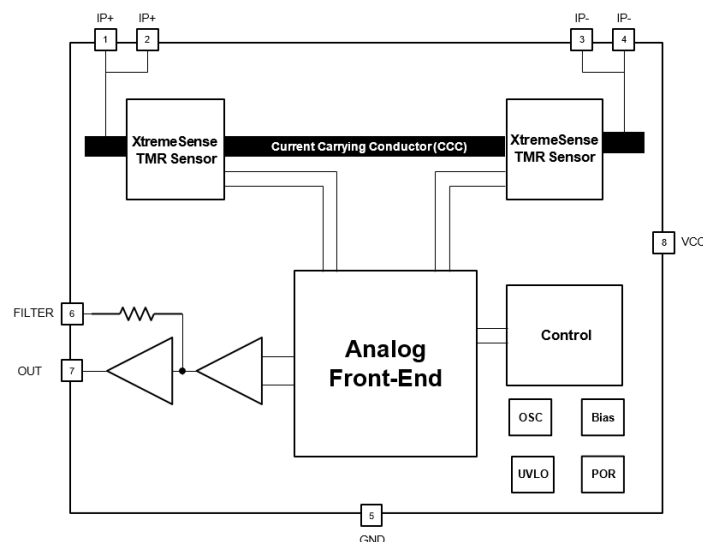 IP+
IP+
IP-
IP-
1
2
3
4
XtremeSense
TMR Sensor
Current Carrying Conductor (CCC)
XtremeSense
TMR Sensor
8
VCC
FILTER
6
Analog
Front-End
Control
OUT
7
OSC
Bias
UVLO
POR
5
GND